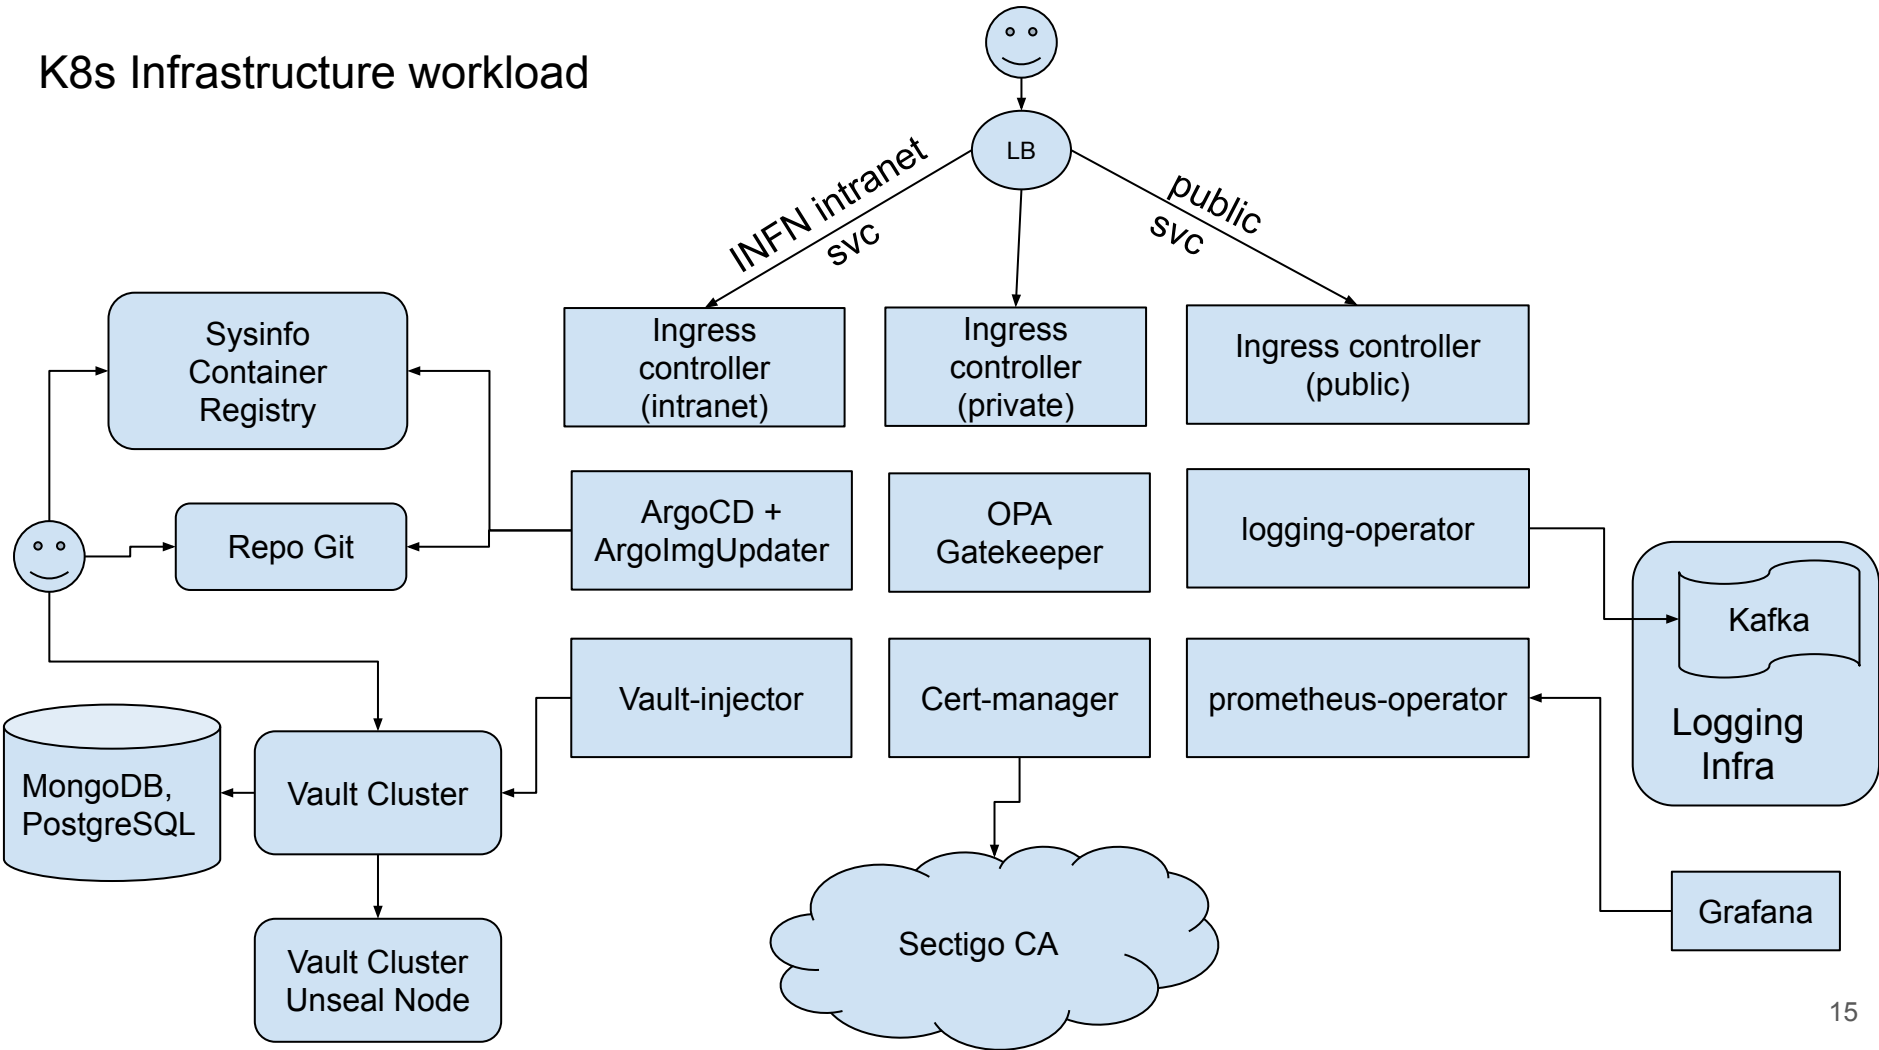 K8s Infrastructure workload
LB
INFN intranet
svc
public
svc
Sysinfo
Container
Registry
Ingress
controller
(intranet)
Ingress
controller
(private)
Ingress controller
(public)
Repo Git
ArgoCD +
ArgoImgUpdater
OPA
Gatekeeper
logging-operator
Kafka
Logging
Infra
Vault-injector
Cert-manager
prometheus-operator
MongoDB,
PostgreSQL
Vault Cluster
Vault Cluster
Unseal Node
Sectigo CA
Grafana
15